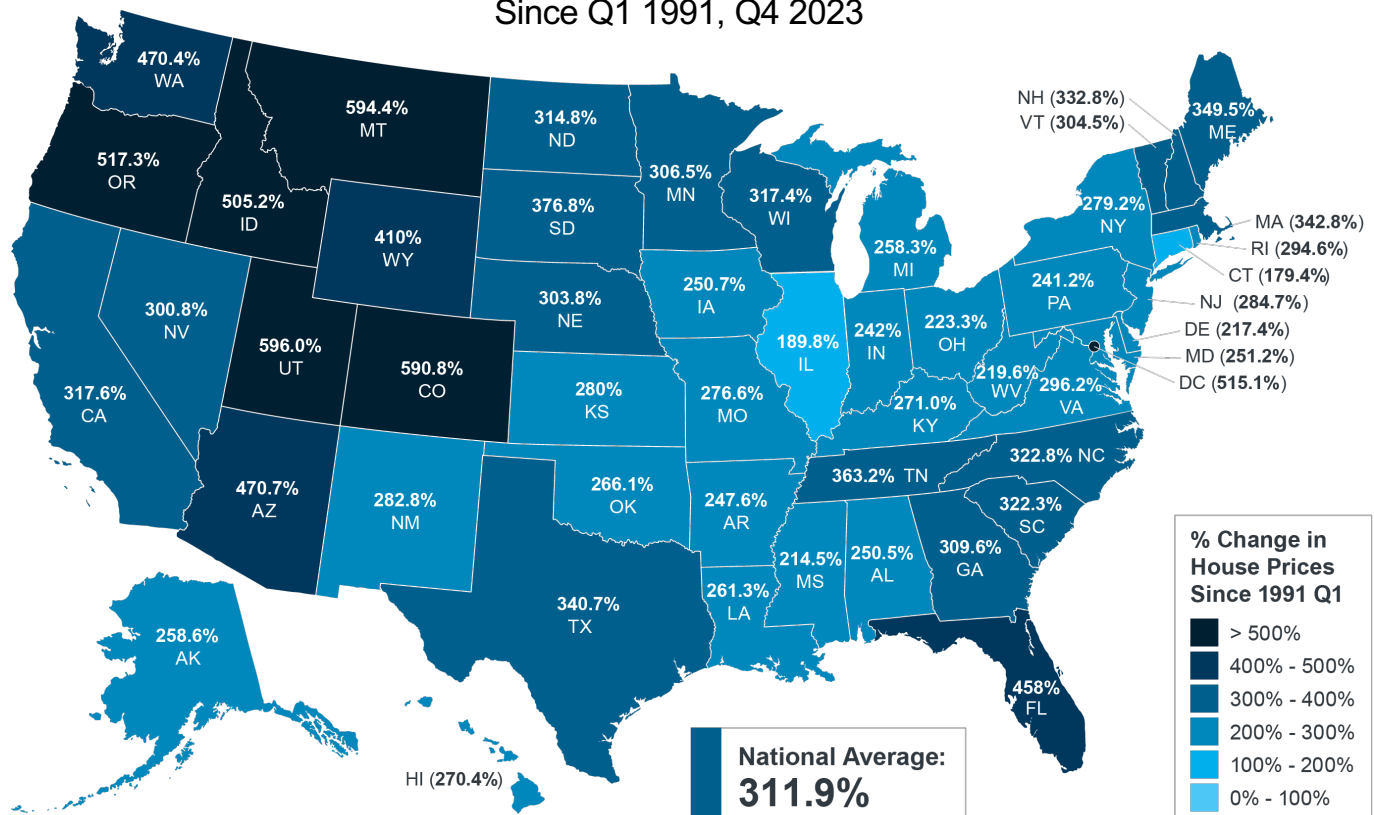 Since Q1 1991, Q4 2023
470.4%
WA
594.4%
MT
314.8%
ND
NH (332.8%)
VT (304.5%)
349.5%
ME
517.3%
OR
505.2%
ID
306.5%
MN
317.4%
WI
376.8%
SD
279.2%
NY
410%
WY
258.3%
MI
MA (342.8%)
RI (294.6%)
CT (179.4%)
NJ (284.7%)
DE (217.4%)
MD (251.2%)
DC (515.1%)
300.8%
NV
303.8%
NE
250.7%
IA
241.2%
PA
596.0%
UT
590.8%
CO
189.8%
IL
242%
IN
223.3%
OH
219.6%
WV
296.2%
VA
317.6%
CA
280%
KS
276.6%
MO
271.0%
KY
322.8% NC
363.2% TN
470.7%
AZ
282.8%
NM
266.1%
OK
247.6%
AR
322.3%
SC
309.6%
GA
214.5%
MS
250.5%
AL
261.3%
LA
340.7%
TX
258.6%
AK
458%
FL
HI (270.4%)
National Average:
311.9%
% Change in
House Prices
Since 1991 Q1
> 500%
400% - 500%
300% - 400%
200% - 300%
100% - 200%
0% - 100%